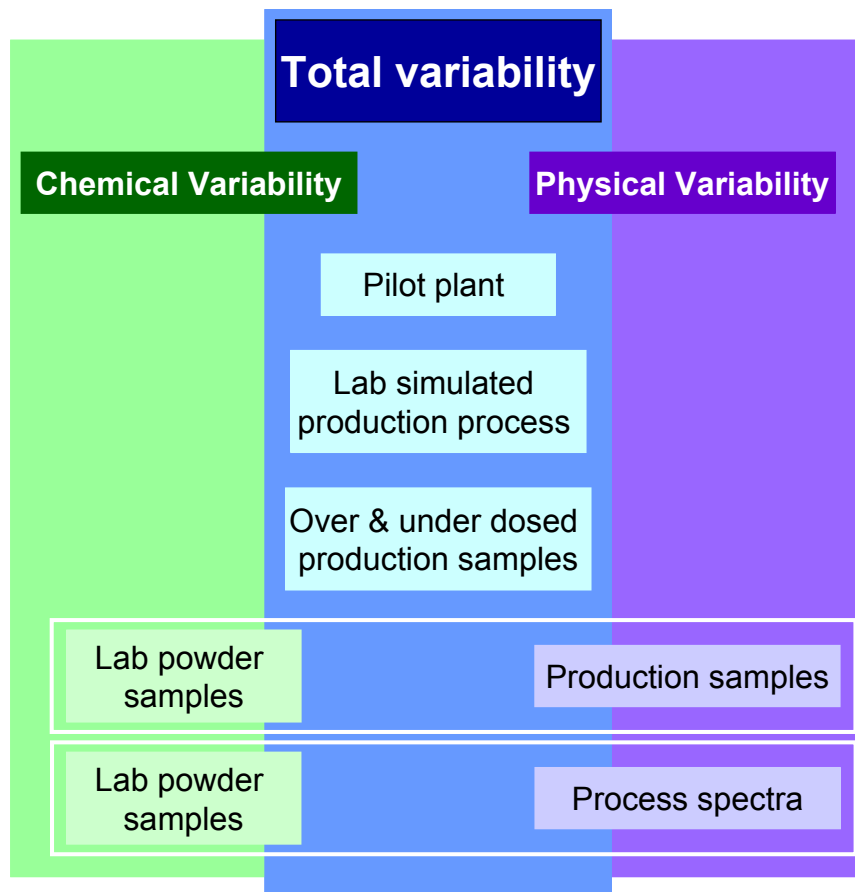 Total variability
Chemical Variability
Physical Variability
Pilot plant
Lab simulated
production process
Over & under dosed
production samples
Lab powder
samples
Production samples
Lab powder
samples
Process spectra